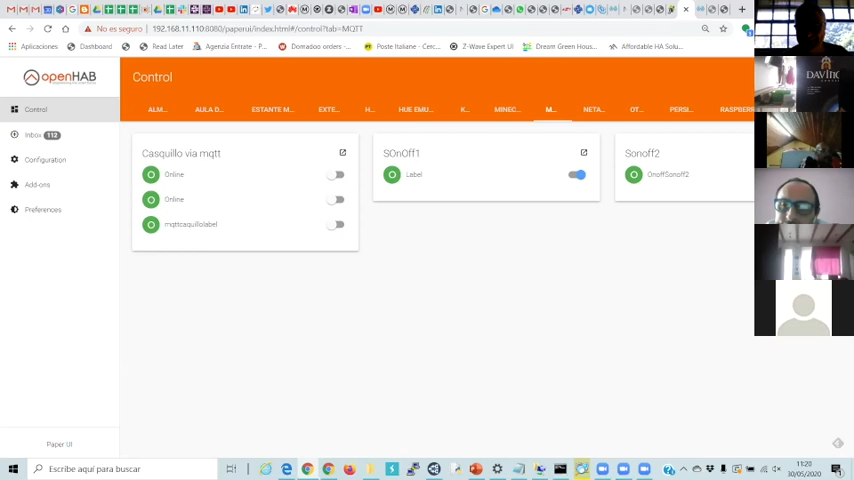 No es seguro
192.168.11.110:8080/paperui/index.html#/control?tab=MQTT
Aplicaciones
Dashboard
Read Later
Agenzia Entrate - P...
Domadoo orders -...
Poste Italiane - Cerc...
Z-Wave Expert UI
Dream Green Hous...
Affordable HA Solu...
openHAB
Control
ALM...
AULA D...
ESTANTE M...
EXTE...
H...
HUE EMU...
K...
MINEC...
M...
NETA...
OT...
PERSI...
RASPBERR
Control
Inbox 112
Configuration
Add-ons
Preferences
Casquillo via mqtt
Online
Online
mqttcaquillolabel
SOnOff1
Label
Sonoff2
OnoffSonoff2
DAVINC
Paper UI
Escribe aquí para buscar
11:20
30/05/2020